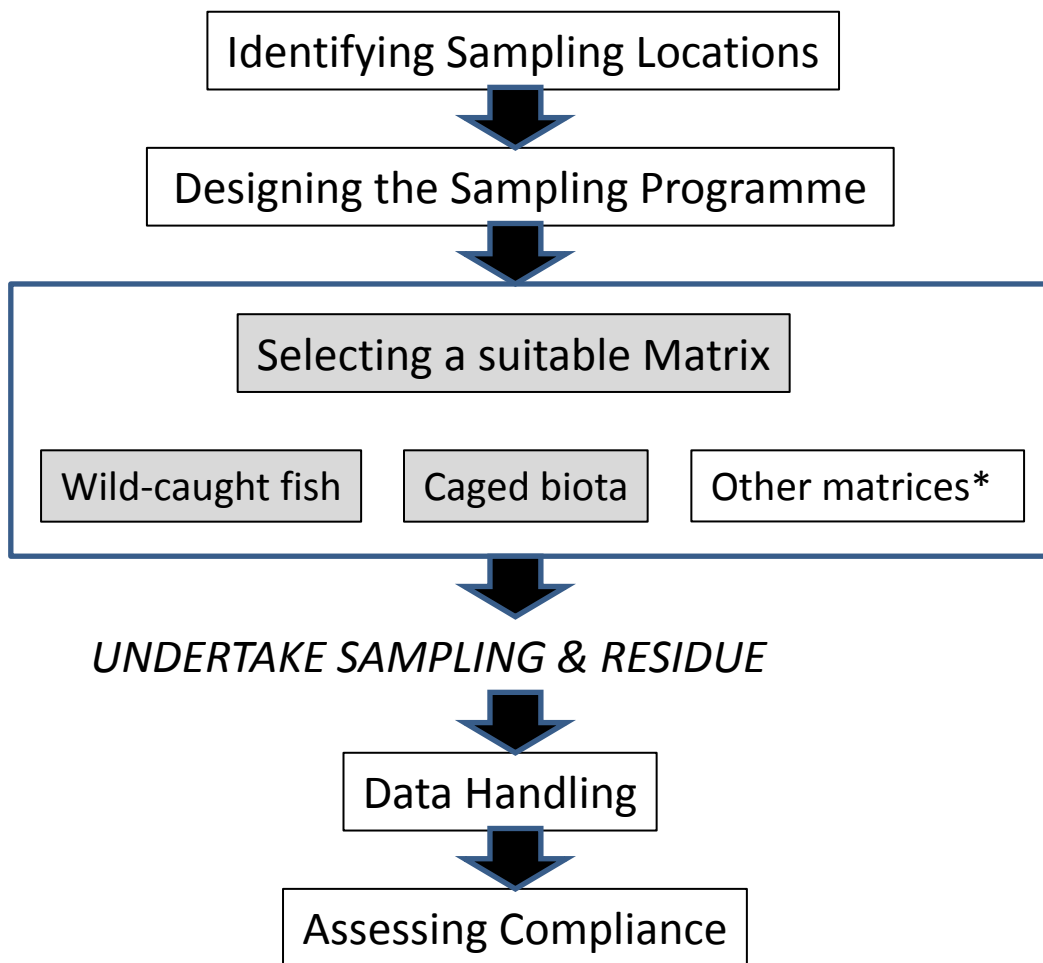 Identifying Sampling Locations
Designing the Sampling Programme
Selecting a suitable Matrix
Wild-caught fish
Caged biota
Other matrices*
UNDERTAKE SAMPLING & RESIDUE
Data Handling
Assessing Compliance